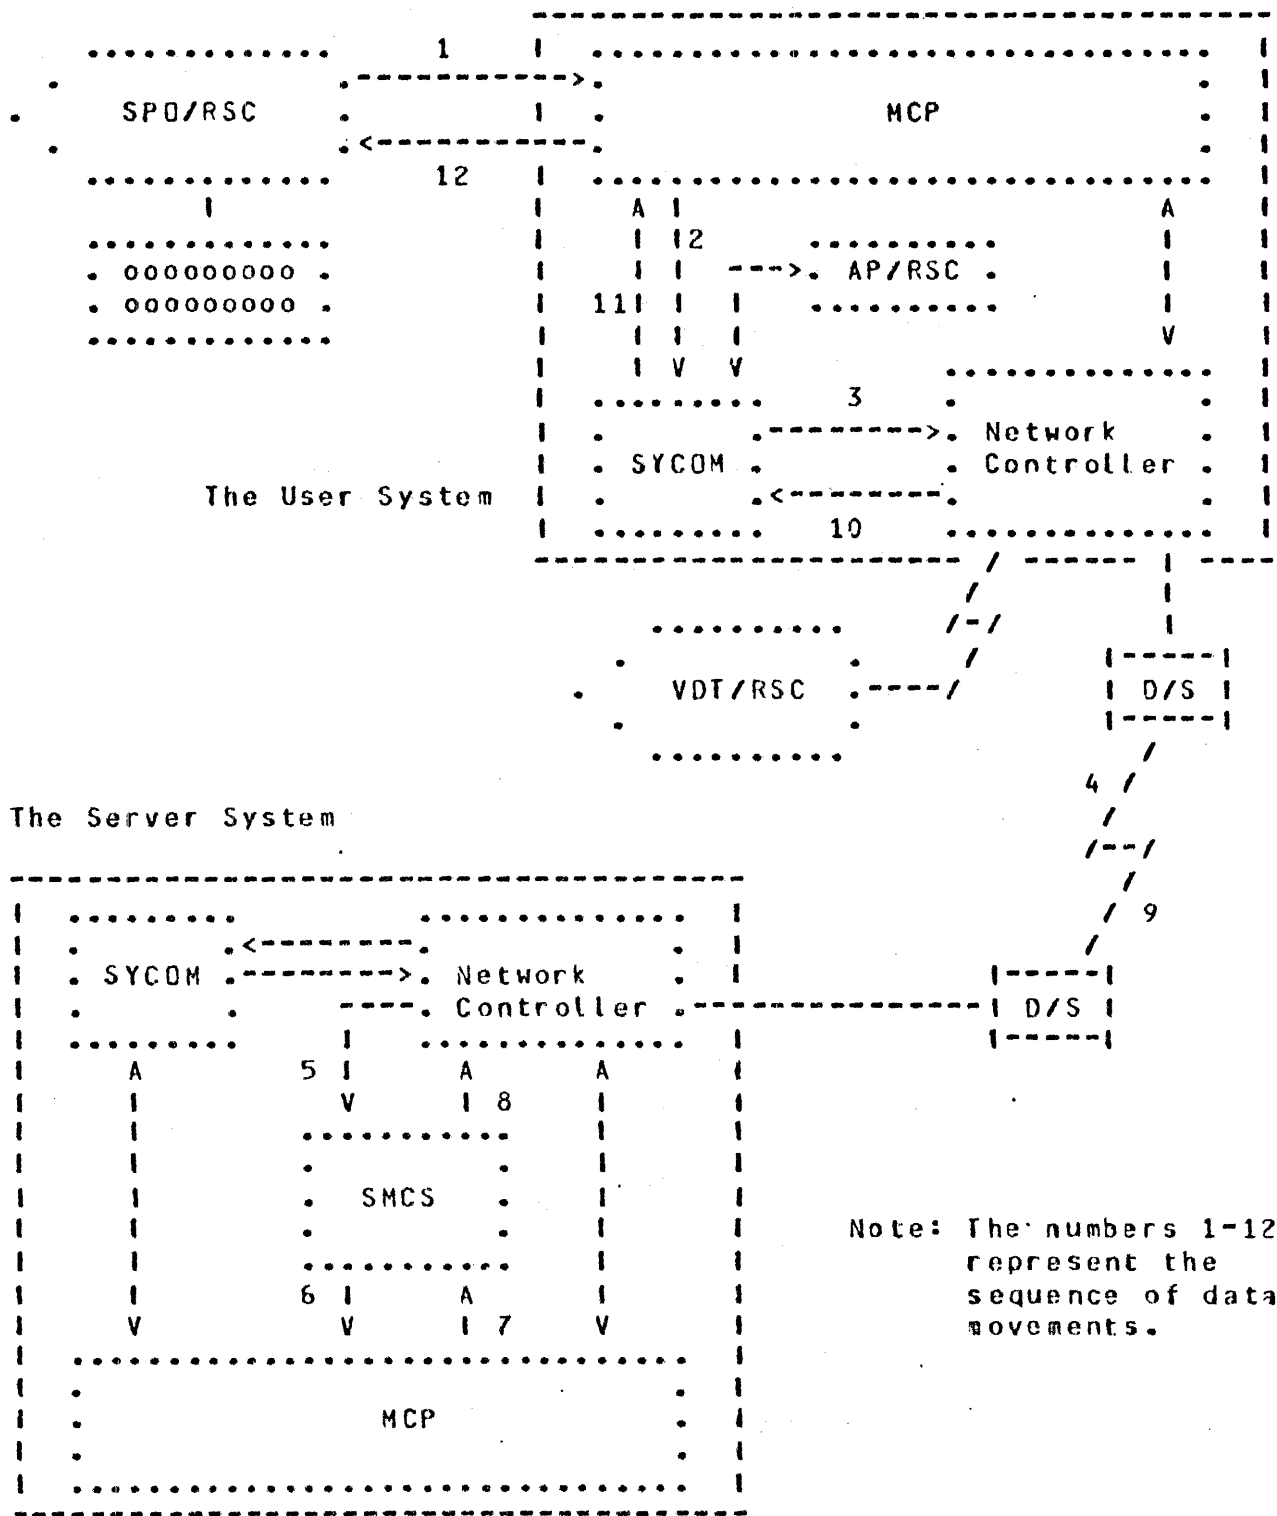 1
SPO/RSC
MCP
12
2
AP/RSC
11
3
Network
SYCOM
Controller
The User System
10
VDT/RSC
D/S
4
The Server System
9
SYCOM
Network
Controller
D/S
5
8
SMCS
Note: The numbers 1-12
represent the
6
sequence of data
7
movements.
MCP
ooooooooo
ooooooooo